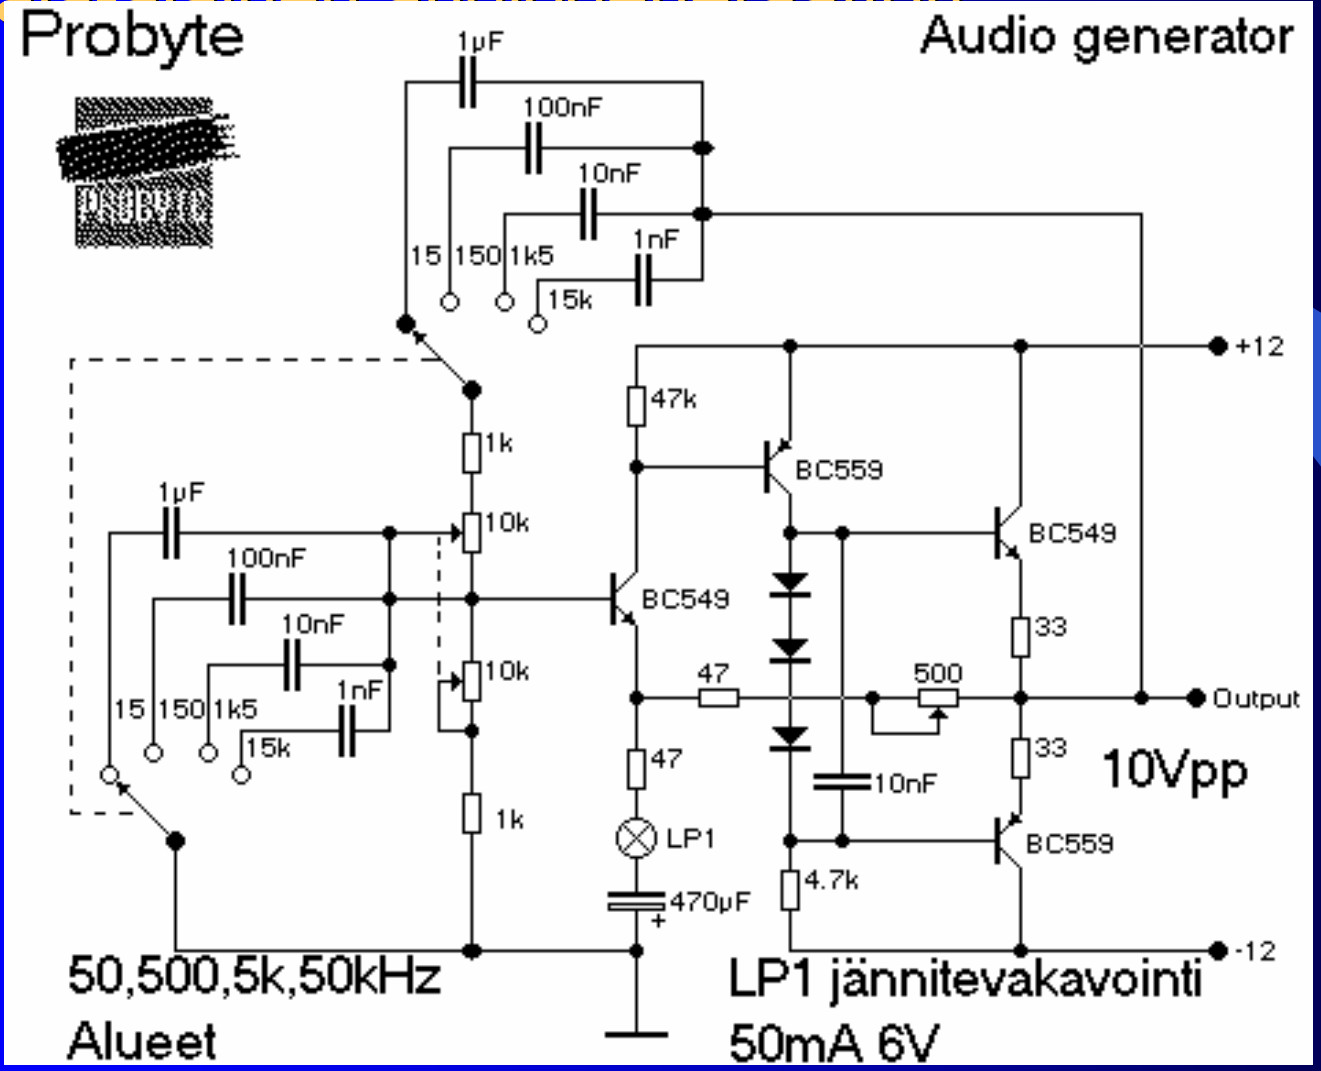 Probyte
Audio generator
1µF
100nF
10nF
1nF
15 150 1k5
15k
PROBYTE
+12
47k
1k
BC559
1µF
10k
BC549
100nF
BC549
10nF
33
1nF
10k
47
500
Output
15 150 1k5
15k
47
33
10Vpp
10nF
1k
LP1
BC559
4.7k
470µF
+
-12
50,500,5k,50kHz
Alueet
LP1 jännitevakavointi
50mA 6V